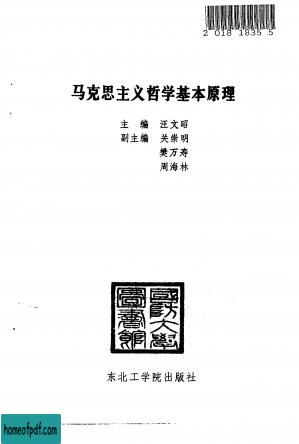 2 018 1835 5
马克思主义哲学基本原理
主 编 汪文昭
副主编 关崇明
樊万寿
周海林
国防大学
图书馆
东北工学院出版社
homeofpdf.com